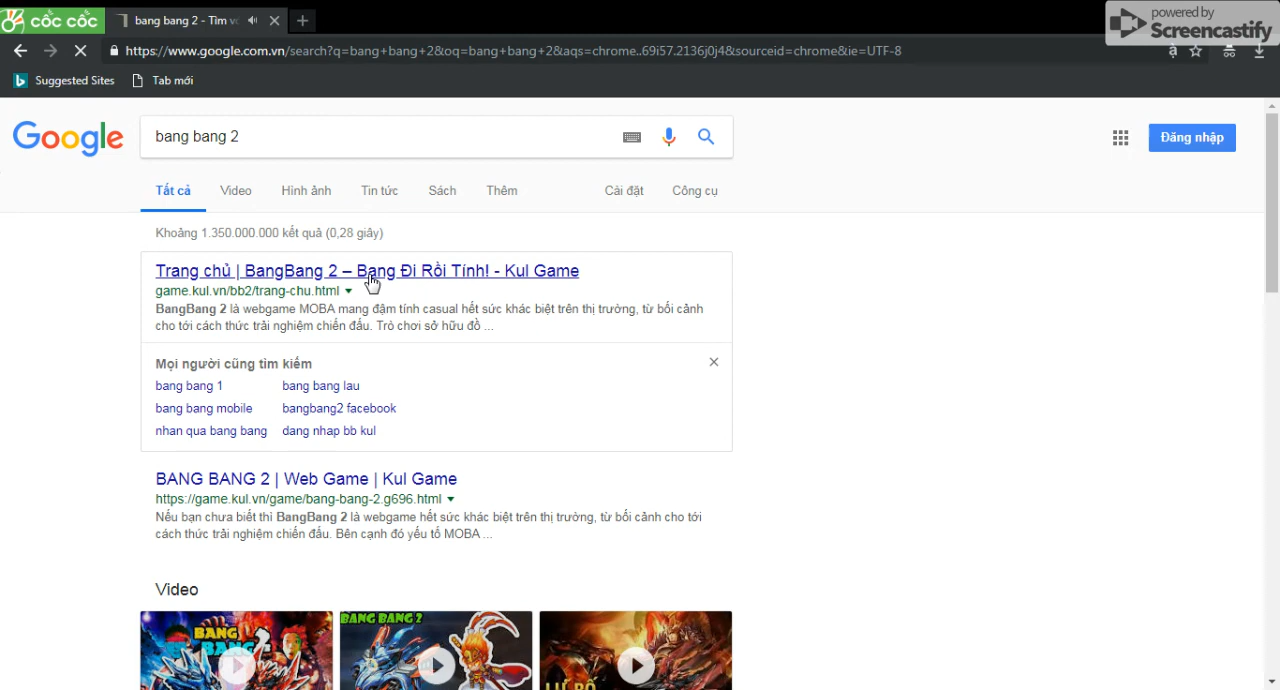 cốc cốc
bang bang 2 - Tìm v
powered by
Screencastify
https://www.google.com.vn/search?q=bang+bang+2&oq=bang+bang+2&aqs=chrome..69i57.2136j0j4&sourceid=chrome&ie=UTF-8
Suggested Sites
Tab mới
Google
bang bang 2
Đăng nhập
Tất cả
Video
Hình ảnh
Tin tức
Sách
Thêm
Cài đặt
Công cụ
Khoảng 1.350.000.000 kết quả (0,28 giây)
Trang chủ | BangBang 2 – Bang Đi Rồi Tính! - Kul Game
game.kul.vn/bb2/trang-chu.html
BangBang 2 là webgame MOBA mang đậm tính casual hết sức khác biệt trên thị trường, từ bối cảnh
cho tới cách thức trải nghiệm chiến đấu. Trò chơi sở hữu đồ ...
Mọi người cũng tìm kiếm
bang bang 1
bang bang lau
bang bang mobile
bangbang2 facebook
nhan qua bang bang
dang nhap bb kul
BANG BANG 2 | Web Game | Kul Game
https://game.kul.vn/game/bang-bang-2.g696.html
Nếu bạn chưa biết thì BangBang 2 là webgame hết sức khác biệt trên thị trường, từ bối cảnh cho tới
cách thức trải nghiệm chiến đấu. Bên cạnh đó yếu tố MOBA ...
Video
BANG
BANG 2
BANG BANG 2
LỮ BỐ